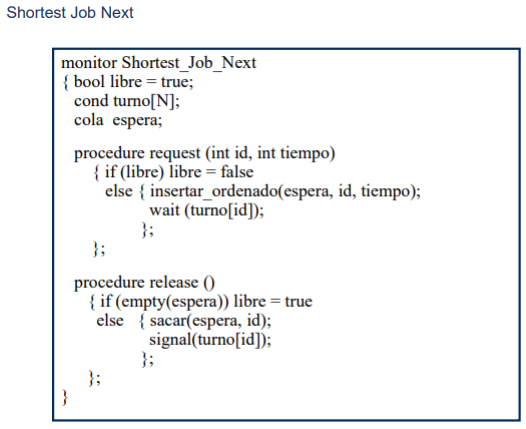 Shortest Job Next
monitor Shortest_Job_Next
{ bool libre = true;
cond turno[N];
cola espera;
procedure request (int id, int tiempo)
{ if (libre) libre = false
else { insertar_ordenado(espera, id, tiempo);
wait (turno[id]);
};
};
procedure release ()
{ if (empty(espera)) libre = true
else { sacar(espera, id);
signal(turno[id]);
};
};
}